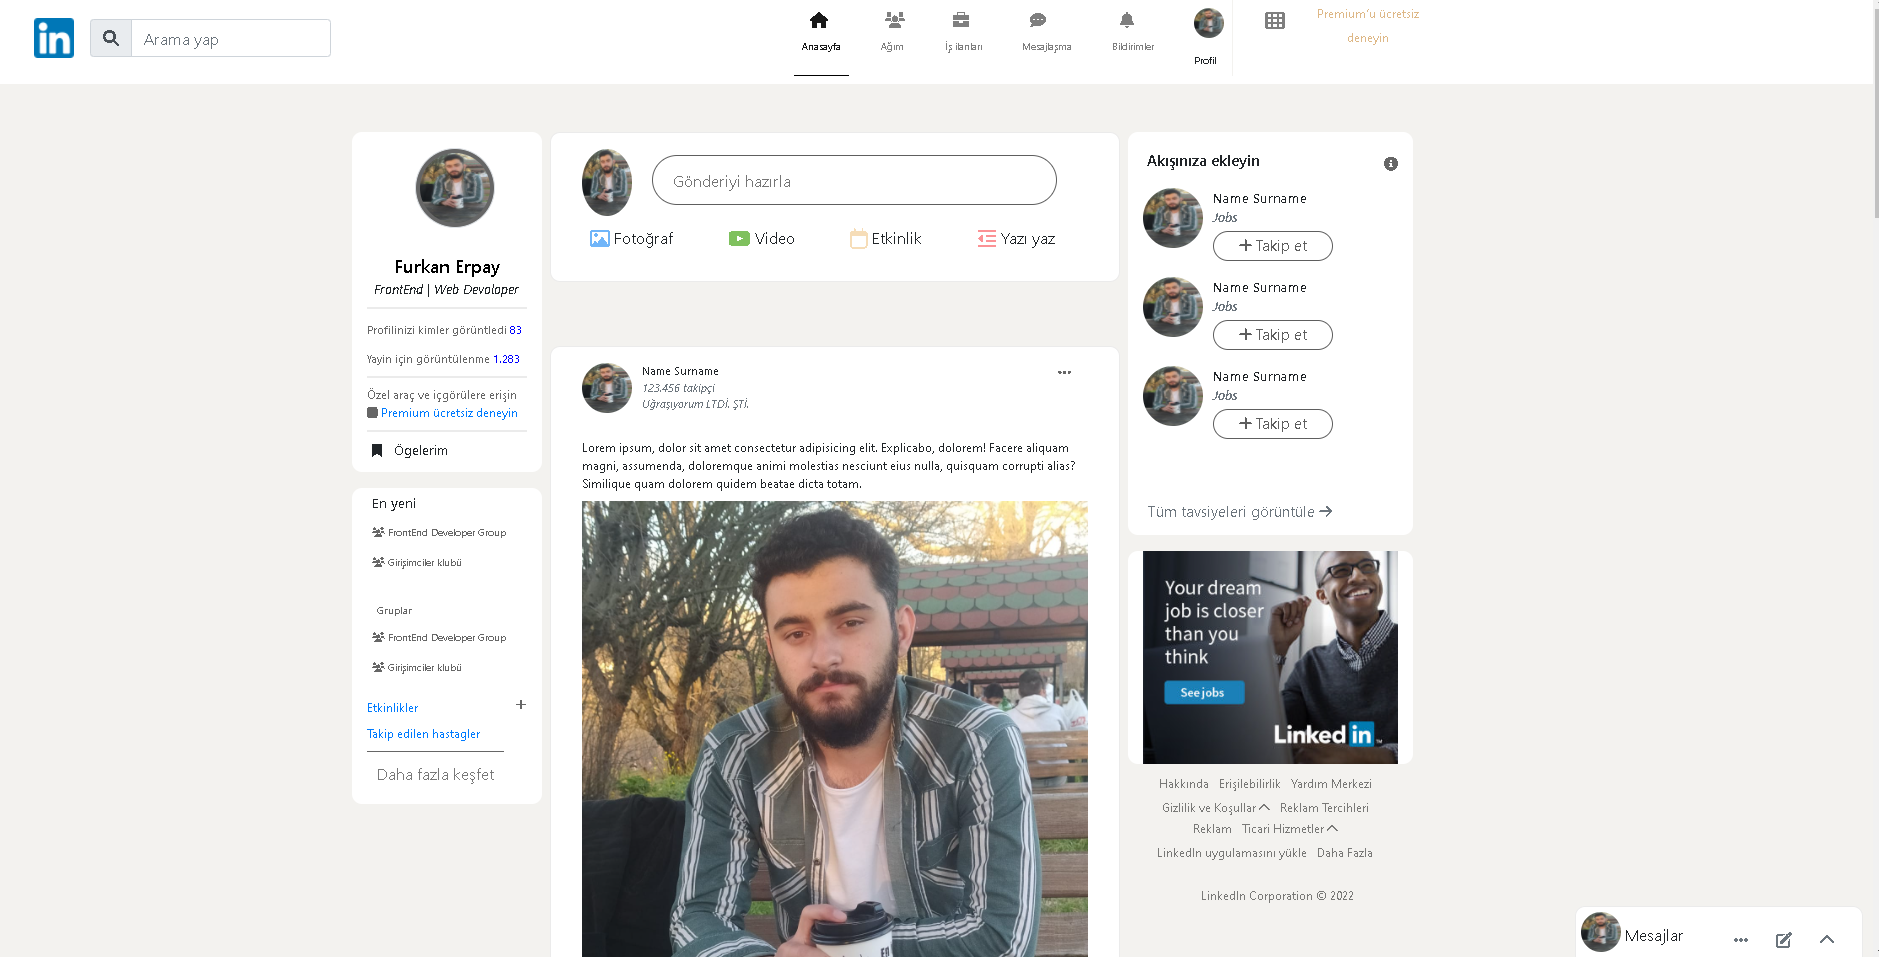 in
Arama yap
Anasayfa
Ağım
İş ilanları
Mesajlaşma
Bildirimler
Profil
Premium'u ücretsiz
deneyin
Furkan Erpay
FrontEnd | Web Devoloper
Profilinizi kimler görüntledi 83
Yayin için görüntülenme 1.283
Özel araç ve içgörülere erişin
Premium ücretsiz deneyin
Ögelerim
En yeni
FrontEnd Developer Group
Girişimciler klubü
Gruplar
FrontEnd Developer Group
Girişimciler klubü
Etkinlikler
Takip edilen hastagler
Daha fazla keşfet
Gönderiyi hazırla
Fotoğraf
Video
Etkinlik
Yazı yaz
Name Surname
123.456 takipçi
Uğraşıyorum LTDİ. ŞTİ.
Lorem ipsum, dolor sit amet consectetur adipisicing elit. Explicabo, dolorem! Facere aliquam
magni, assumenda, doloremque animi molestias nesciunt eius nulla, quisquam corrupti alias?
Similique quam dolorem quidem beatae dicta totam.
Akışınıza ekleyin
Name Surname
Jobs
Takip et
Name Surname
Jobs
Takip et
Name Surname
Jobs
Takip et
Tüm tavsiyeleri görüntüle
Your dream
job is closer
than you
think
See jobs
Linked in
Hakkında Erişilebilirlik Yardım Merkezi
Gizlilik ve Koşullar Reklam Tercihleri
Reklam Ticari Hizmetler
LinkedIn uygulamasını yükle Daha Fazla
LinkedIn Corporation © 2022
Mesajlar